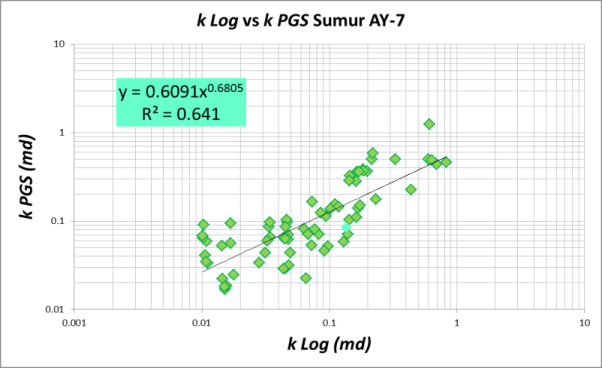 k Log vs k PGS Sumur AY-7
y = 0.6091x^0.6805
R² = 0.641
10
1
0.1
0.01
k PGS (md)
0.001 0.01 0.1 1 10
k Log (md)